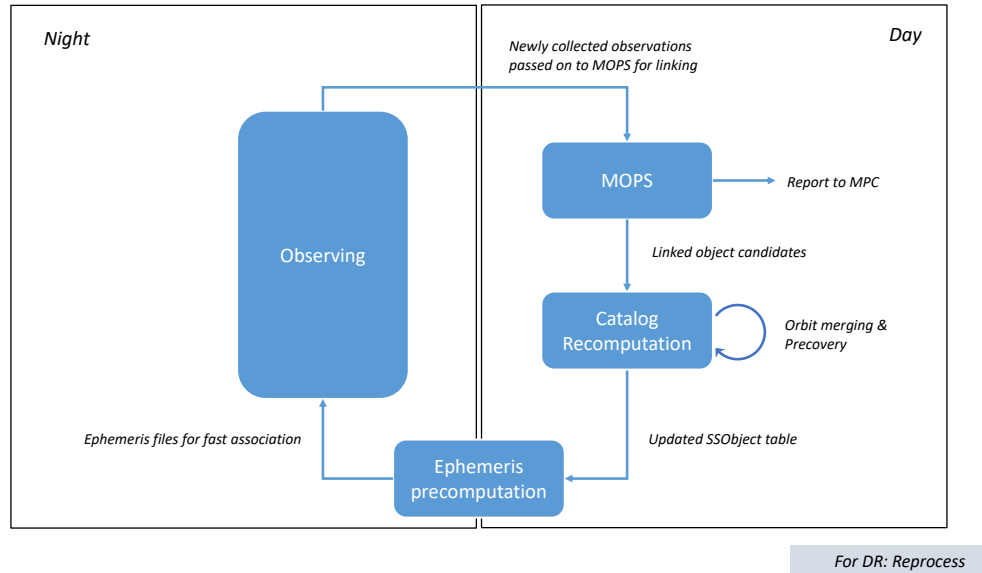 Night
Day
Newly collected observations
passed on to MOPS for linking
MOPS
Report to MPC
Observing
Linked object candidates
Catalog
Recomputation
Orbit merging &
Precovery
Ephemeris files for fast association
Updated SSObject table
Ephemeris
precomputation
For DR: Reprocess